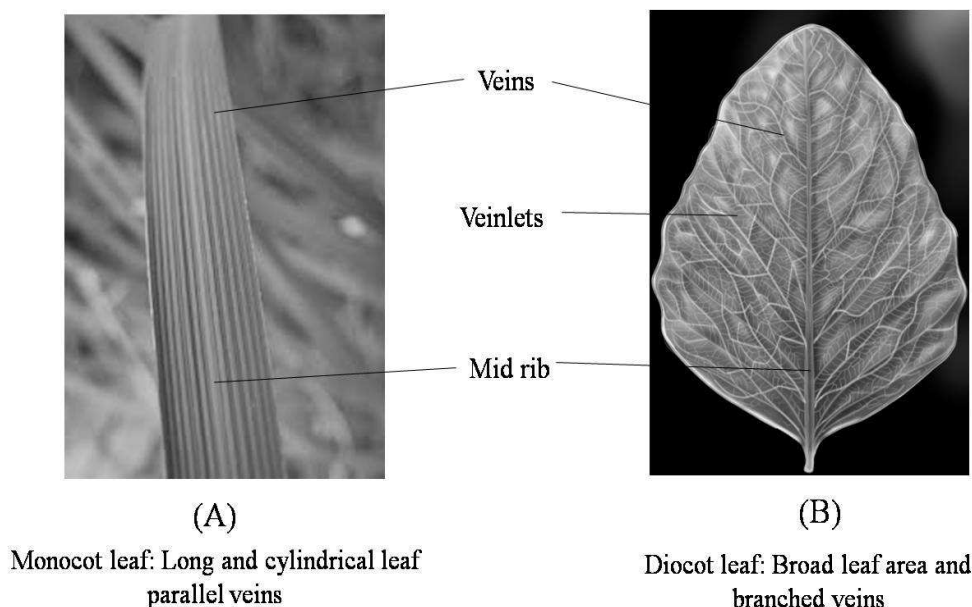 Veins
Veinlets
Mid rib
(A)
Monocot leaf: Long and cylindrical leaf
parallel veins
(B)
Diocot leaf: Broad leaf area and
branched veins